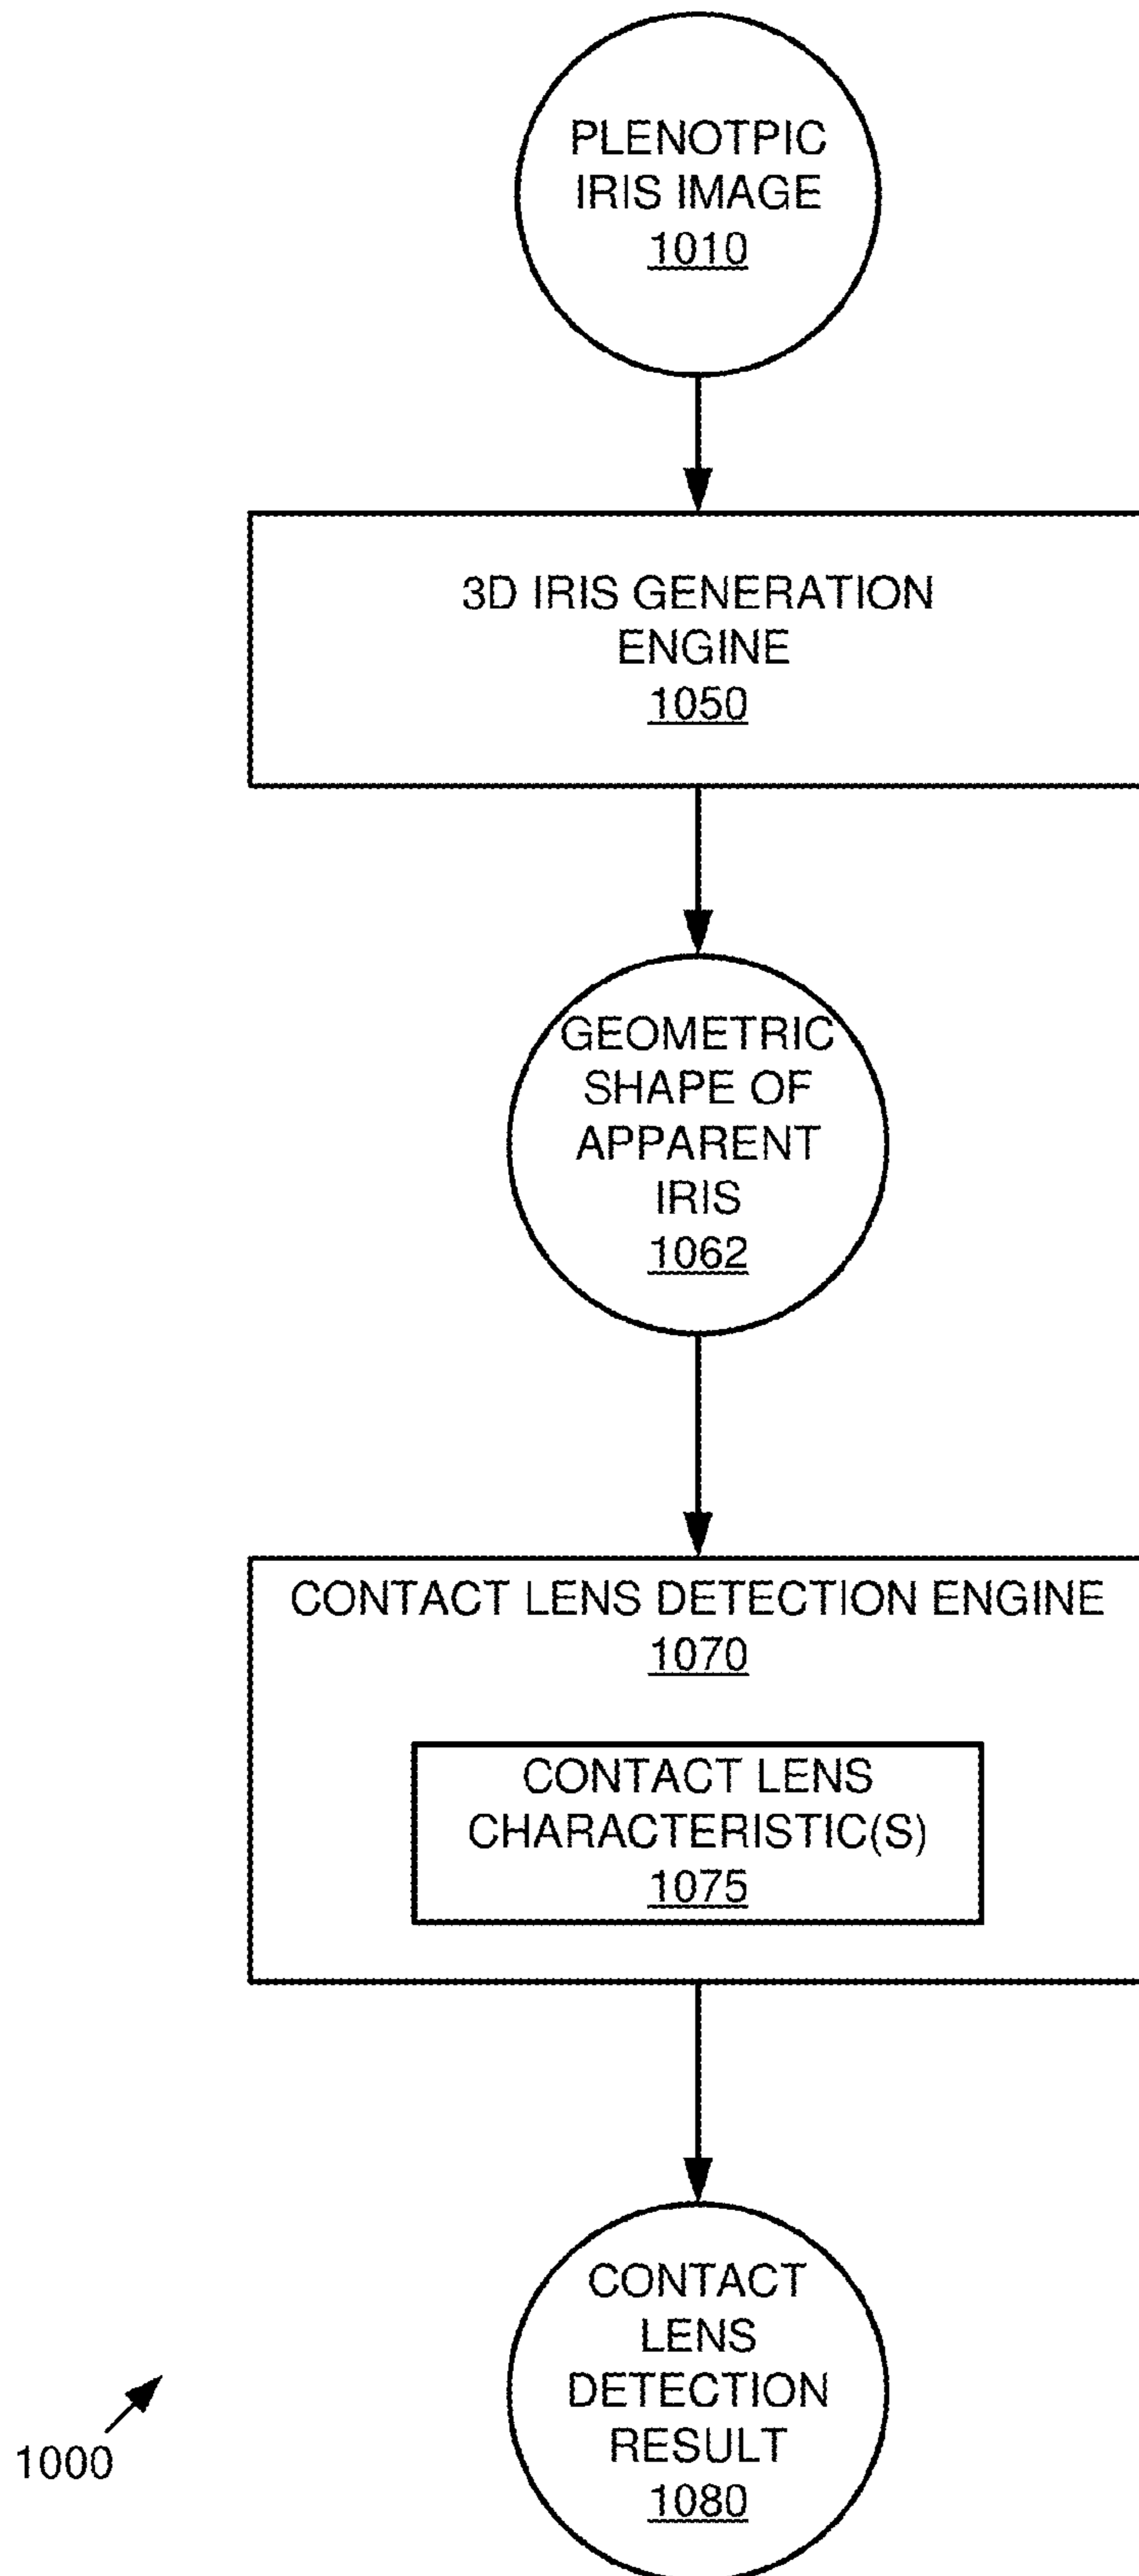 PLENOTPIC
IRIS IMAGE
1010
3D IRIS GENERATION
ENGINE
1050
GEOMETRIC
SHAPE OF
APPARENT
IRIS
1062
CONTACT LENS DETECTION ENGINE
1070
CONTACT LENS
CHARACTERISTIC(S)
1075
CONTACT
LENS
DETECTION
RESULT
1080
1000